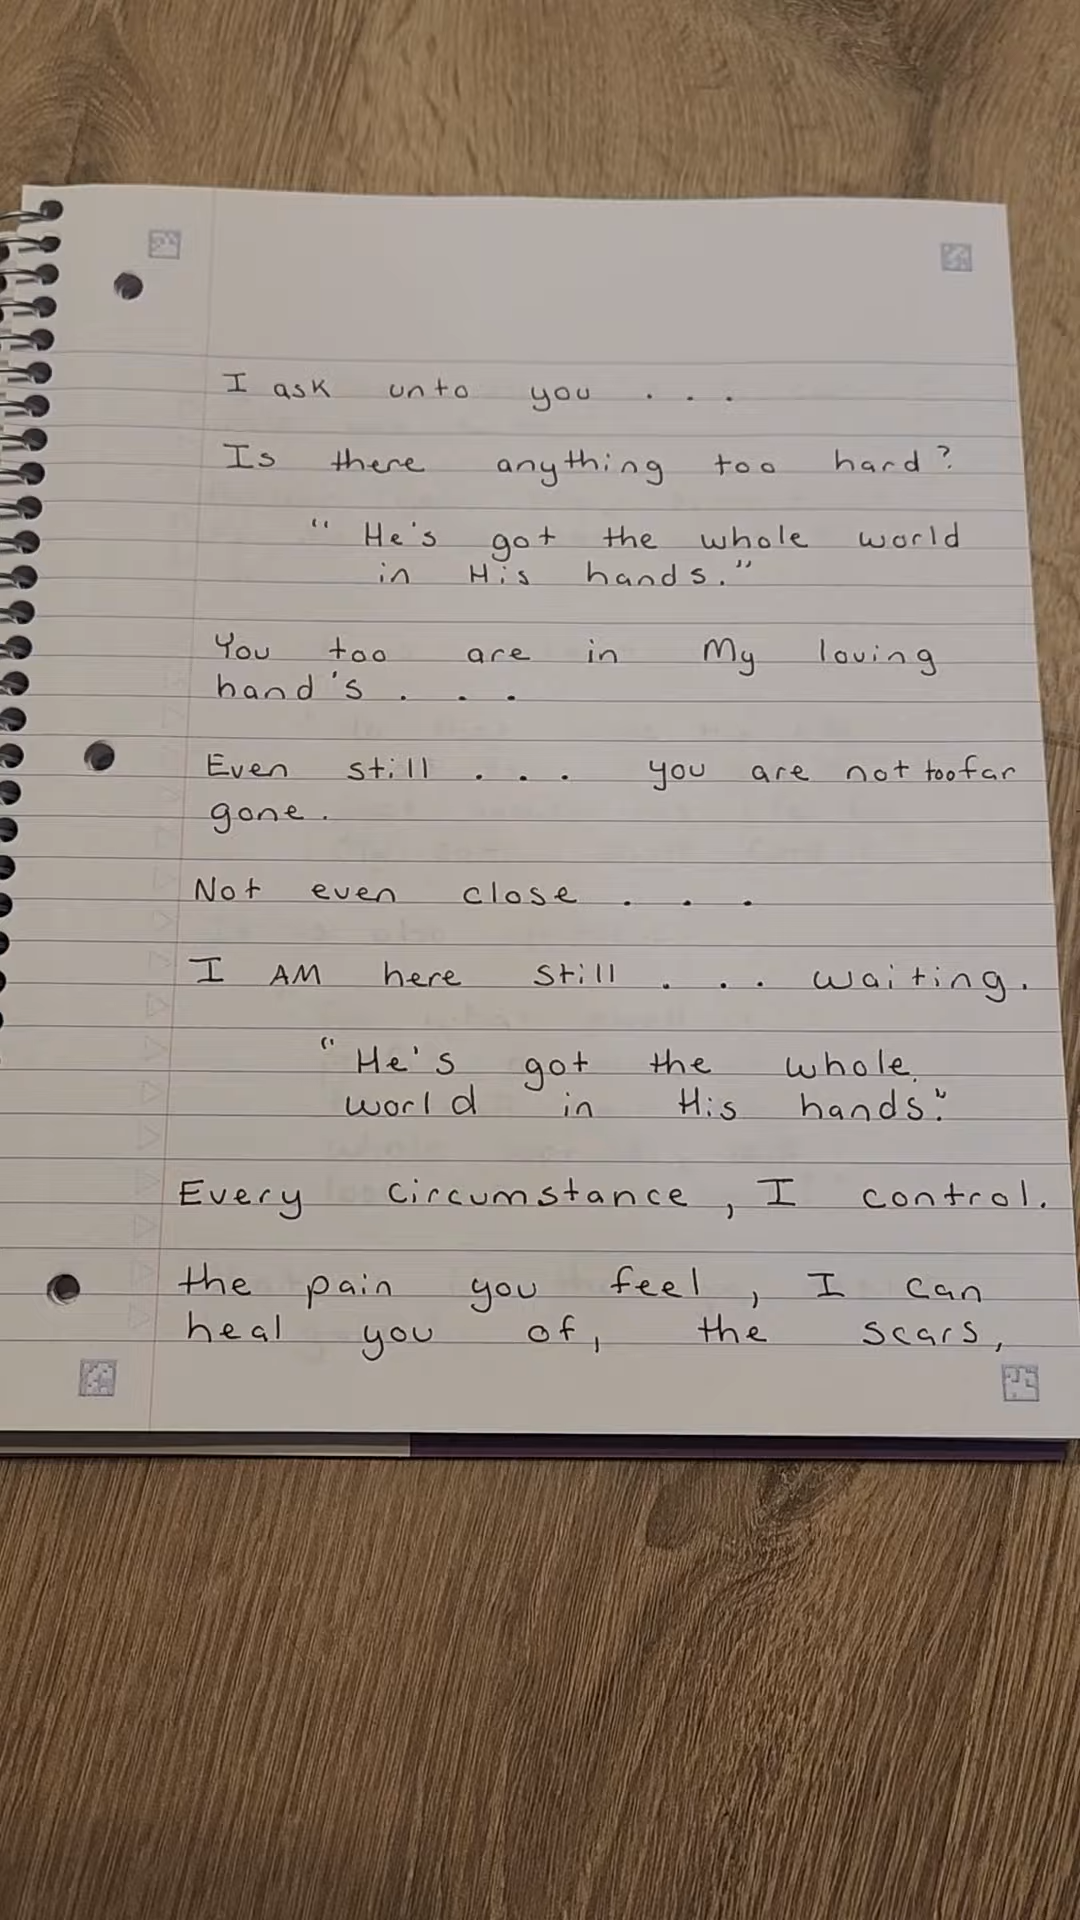 I ask unto you . . .
Is there anything too hard?
" He's got the whole world
in His hands."
You too are in My loving
hand's . . .
Even still . . . you are not too far
gone.
Not even close . . .
I AM here still . . . waiting.
"He's got the whole
world in His hands."
Every circumstance, I control.
the pain you feel, I can
heal you of, the scars,